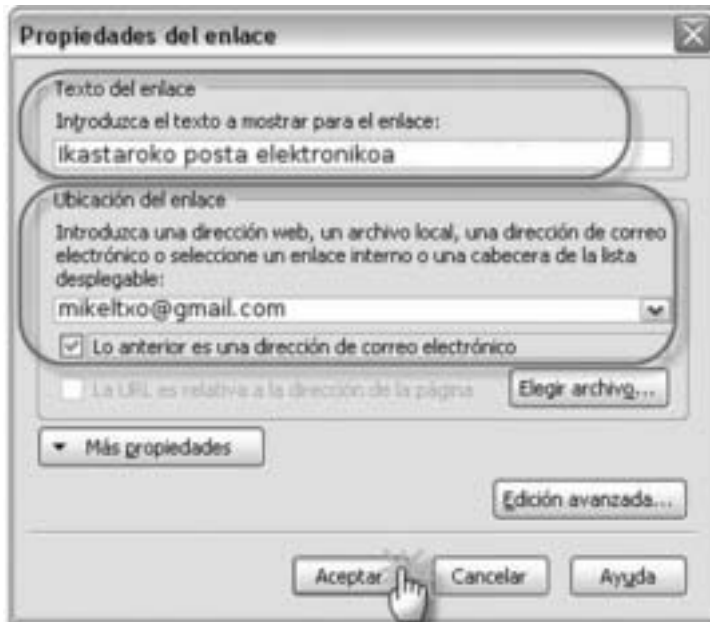 Propiedades del enlace
Texto del enlace
Introduzca el texto a mostrar para el enlace:
Ikastaroko posta elektronikoa
Ubicación del enlace
Introduzca una dirección web, un archivo local, una dirección de correo
electrónico o seleccione un enlace interno o una cabecera de la lista
desplegable:
mikeltxo@gmail.com
Lo anterior es una dirección de correo electrónico
La URL es relativa a la dirección de la página
Elegir archivo...
Más propiedades
Edición avanzada...
Aceptar
Cancelar
Ayuda